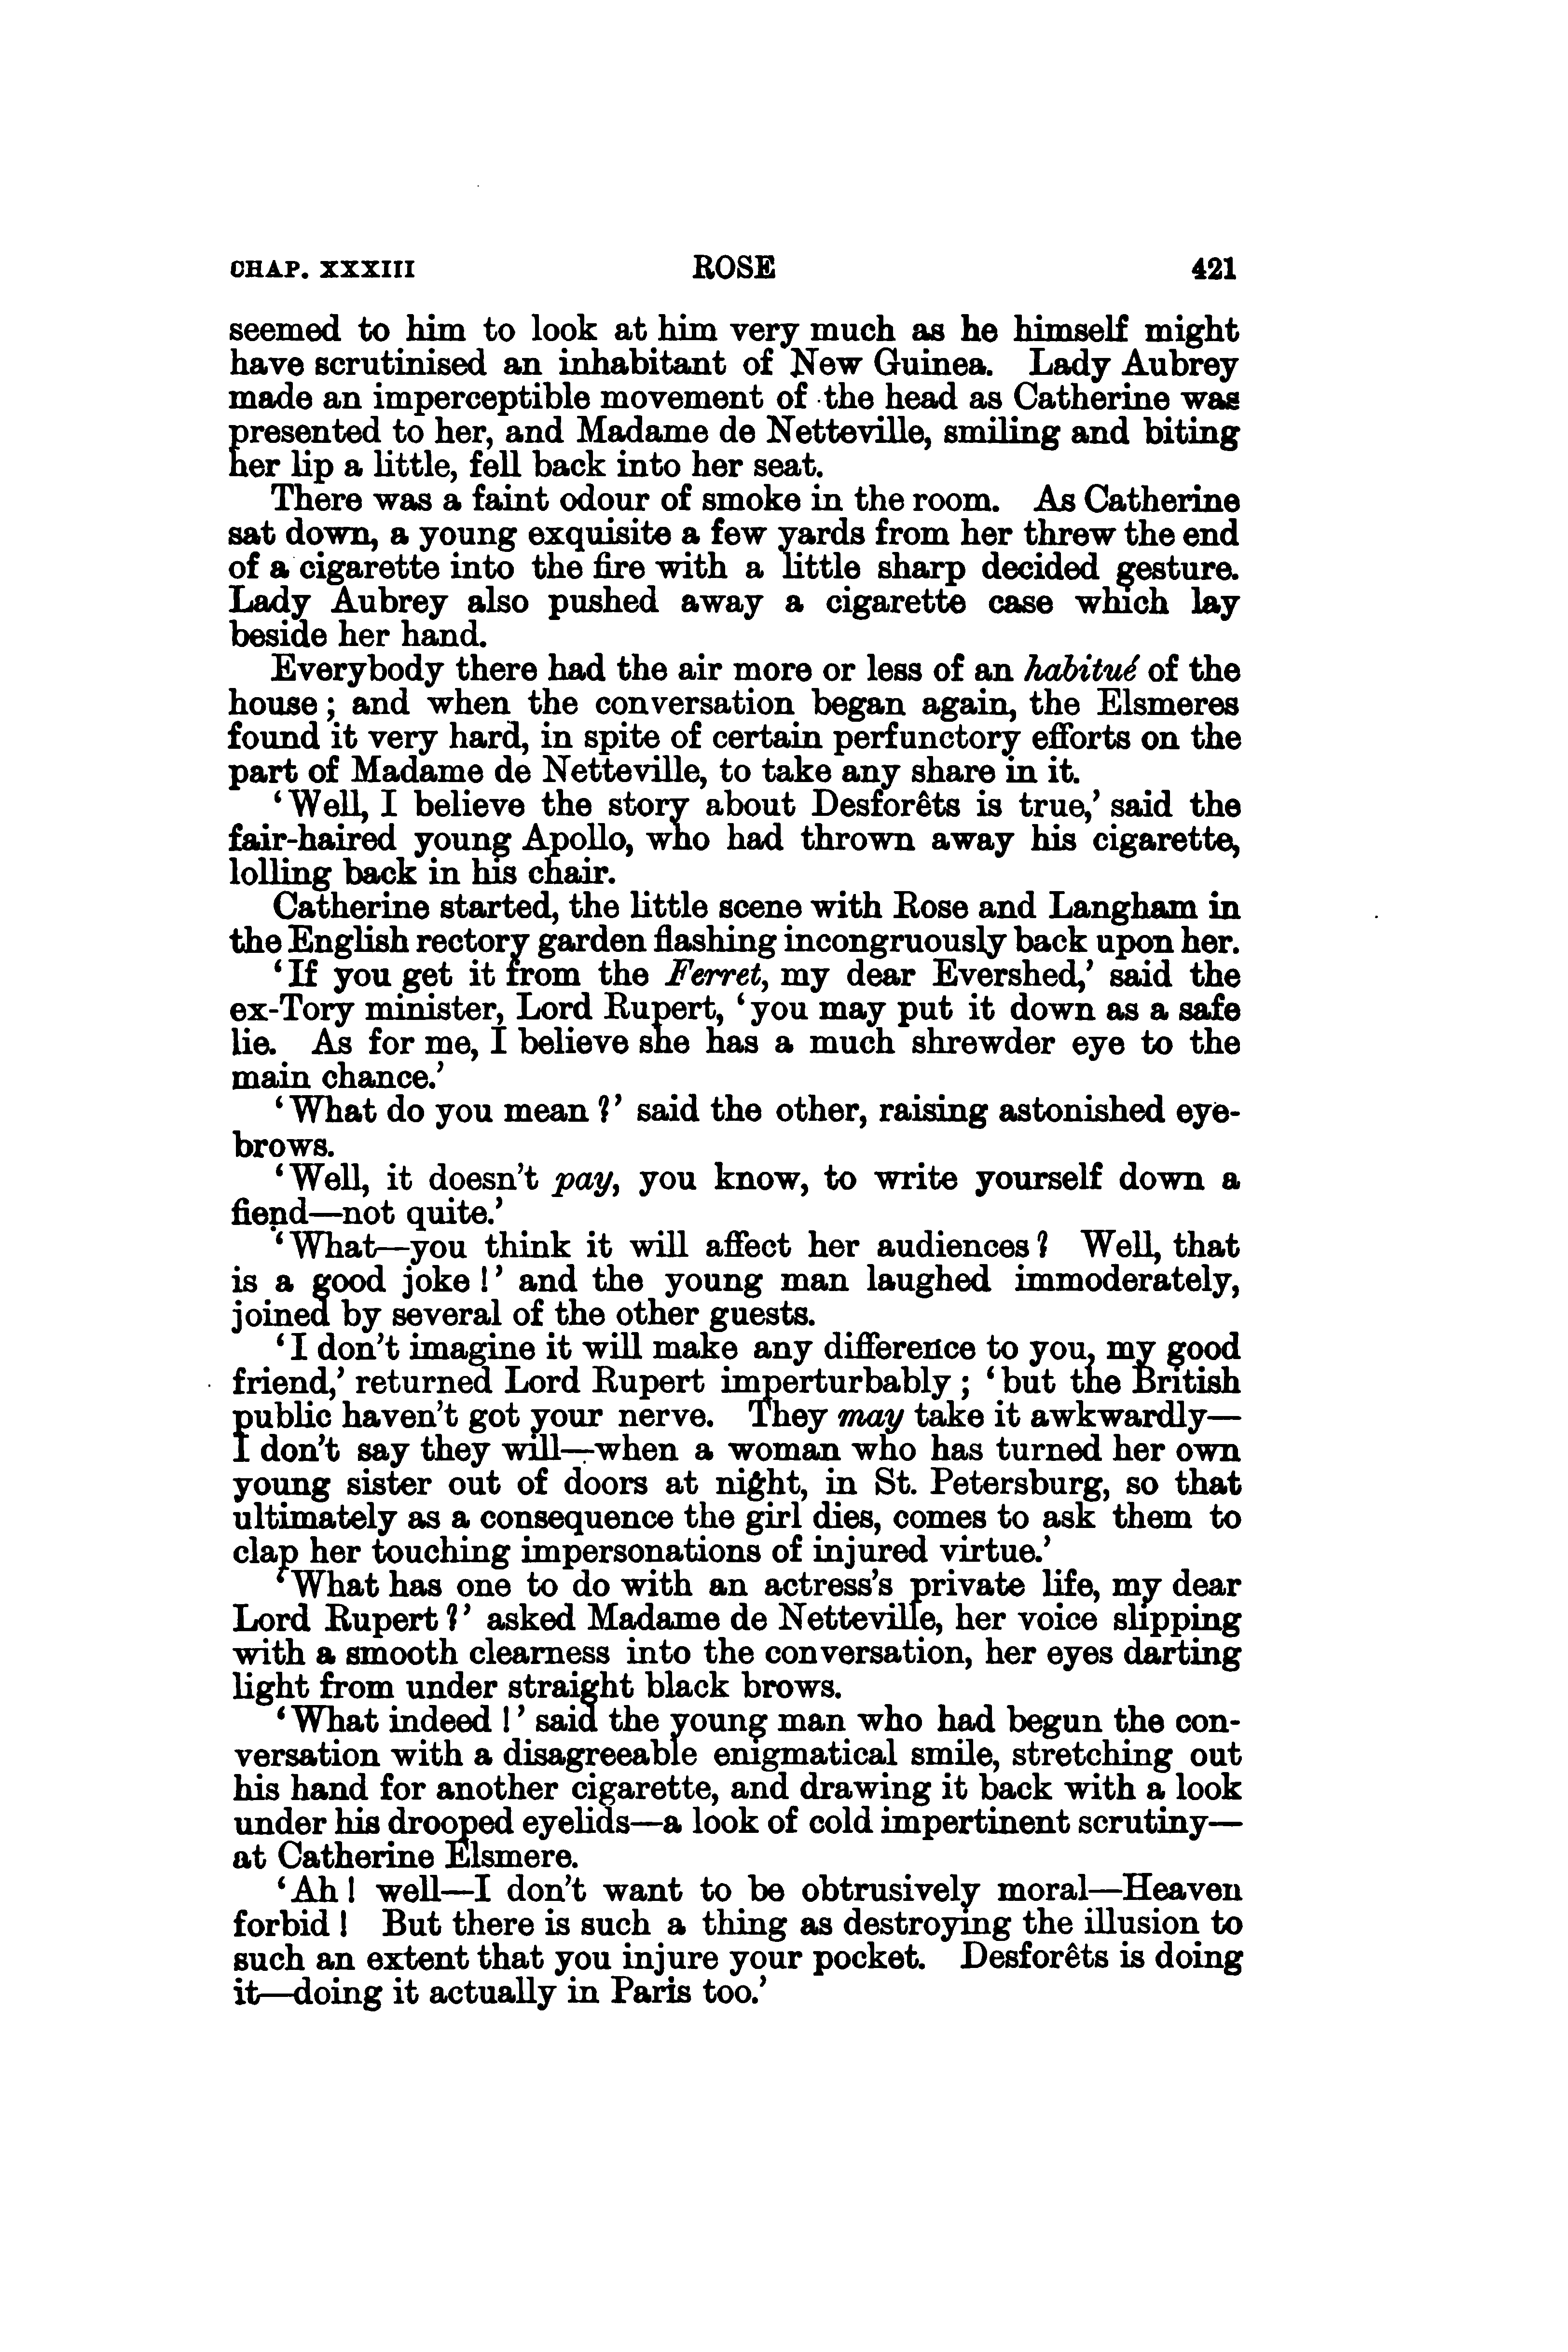 CHAP. XXXIII ROSE 421
seemed to him to look at him very much as he himself might
have scrutinised an inhabitant of New Guinea. Lady Aubrey
made an imperceptible movement of the head as Catherine was
presented to her, and Madame de Netteville, smiling and biting
her lip a little, fell back into her seat.
There was a faint odour of smoke in the room. As Catherine
sat down, a young exquisite a few yards from her threw the end
of a cigarette into the fire with a little sharp decided gesture.
Lady Aubrey also pushed away a cigarette case which lay
beside her hand.
Everybody there had the air more or less of an habitué of the
house; and when the conversation began again, the Elsmeres
found it very hard, in spite of certain perfunctory efforts on the
part of Madame de Netteville, to take any share in it.
‘Well, I believe the story about Desforêts is true,’ said the
fair-haired young Apollo, who had thrown away his cigarette,
lolling back in his chair.
Catherine started, the little scene with Rose and Langham in
the English rectory garden flashing incongruously back upon her.
‘If you get it from the Ferret, my dear Evershed,’ said the
ex-Tory minister, Lord Rupert, ‘you may put it down as a safe
lie. As for me, I believe she has a much shrewder eye to the
main chance.’
‘What do you mean?’ said the other, raising astonished eye-
brows.
‘Well, it doesn’t pay, you know, to write yourself down a
fiend—not quite.’
‘What—you think it will affect her audiences? Well, that
is a good joke!’ and the young man laughed immoderately,
joined by several of the other guests.
‘I don’t imagine it will make any difference to you, my good
friend,’ returned Lord Rupert imperturbably; ‘but the British
public haven’t got your nerve. They may take it awkwardly—
I don’t say they will—when a woman who has turned her own
young sister out of doors at night, in St. Petersburg, so that
ultimately as a consequence the girl dies, comes to ask them to
clap her touching impersonations of injured virtue.’
‘What has one to do with an actress’s private life, my dear
Lord Rupert?’ asked Madame de Netteville, her voice slipping
with a smooth clearness into the conversation, her eyes darting
light from under straight black brows.
‘What indeed!’ said the young man who had begun the con-
versation with a disagreeable enigmatical smile, stretching out
his hand for another cigarette, and drawing it back with a look
under his drooped eyelids—a look of cold impertinent scrutiny—
at Catherine Elsmere.
‘Ah! well—I don’t want to be obtrusively moral—Heaven
forbid! But there is such a thing as destroying the illusion to
such an extent that you injure your pocket. Desforêts is doing
it—doing it actually in Paris too.’